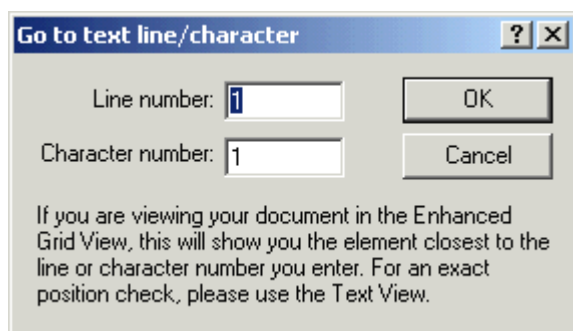 Go to text line/character
Line number: 1
OK
Character number: 1
Cancel
If you are viewing your document in the Enhanced
Grid View, this will show you the element closest to the
line or character number you enter. For an exact
position check, please use the Text View.